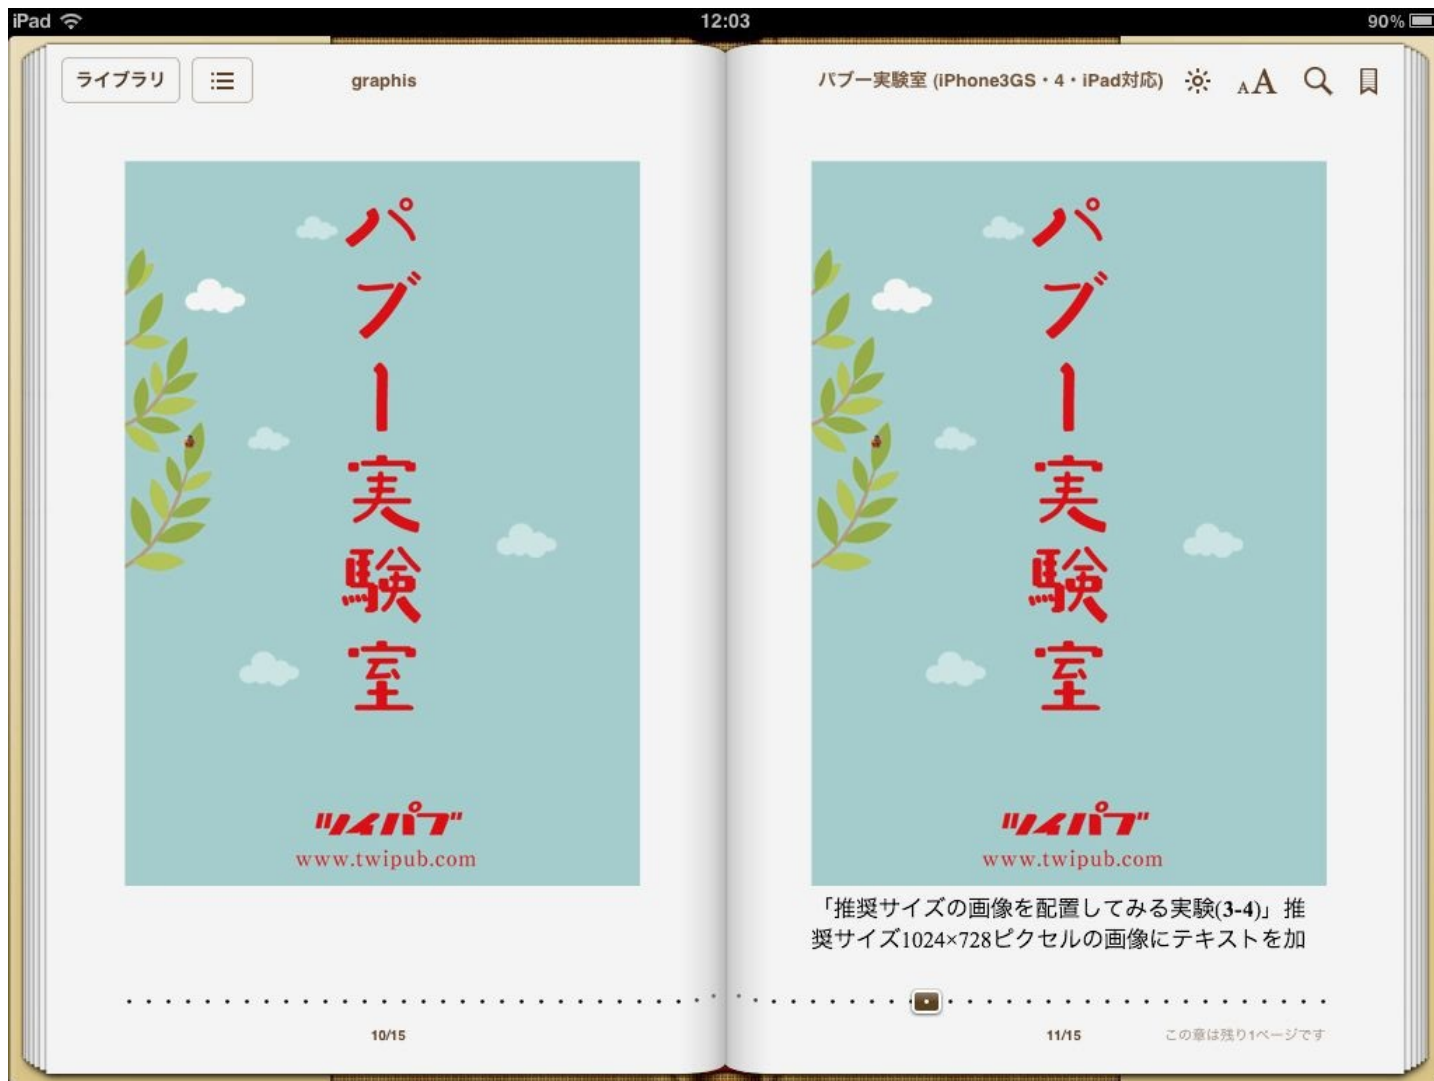 iPad
12:03
90%
ライブラリ
graphis
パブー実験室 (iPhone3GS・4・iPad対応)
AA
パブー実験室
ツイパブ
www.twipub.com
10/15
パブー実験室
ツイパブ
www.twipub.com
「推奨サイズの画像を配置してみる実験(3-4)」推
奨サイズ1024×728ピクセルの画像にテキストを加
11/15
この章は残り1ページです